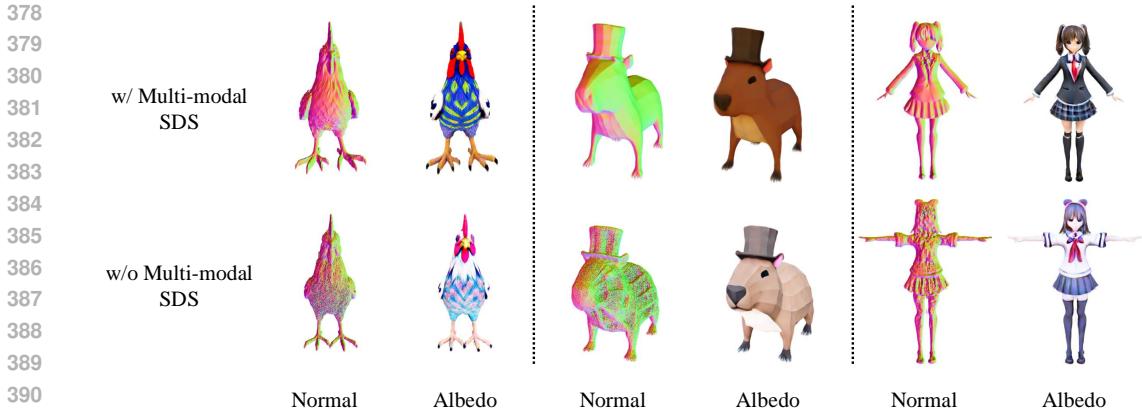 378
379
380
381
382
383
384
385
386
387
388
389
390
w/ Multi-modal
SDS
w/o Multi-modal
SDS
Normal Albedo Normal Albedo Normal Albedo